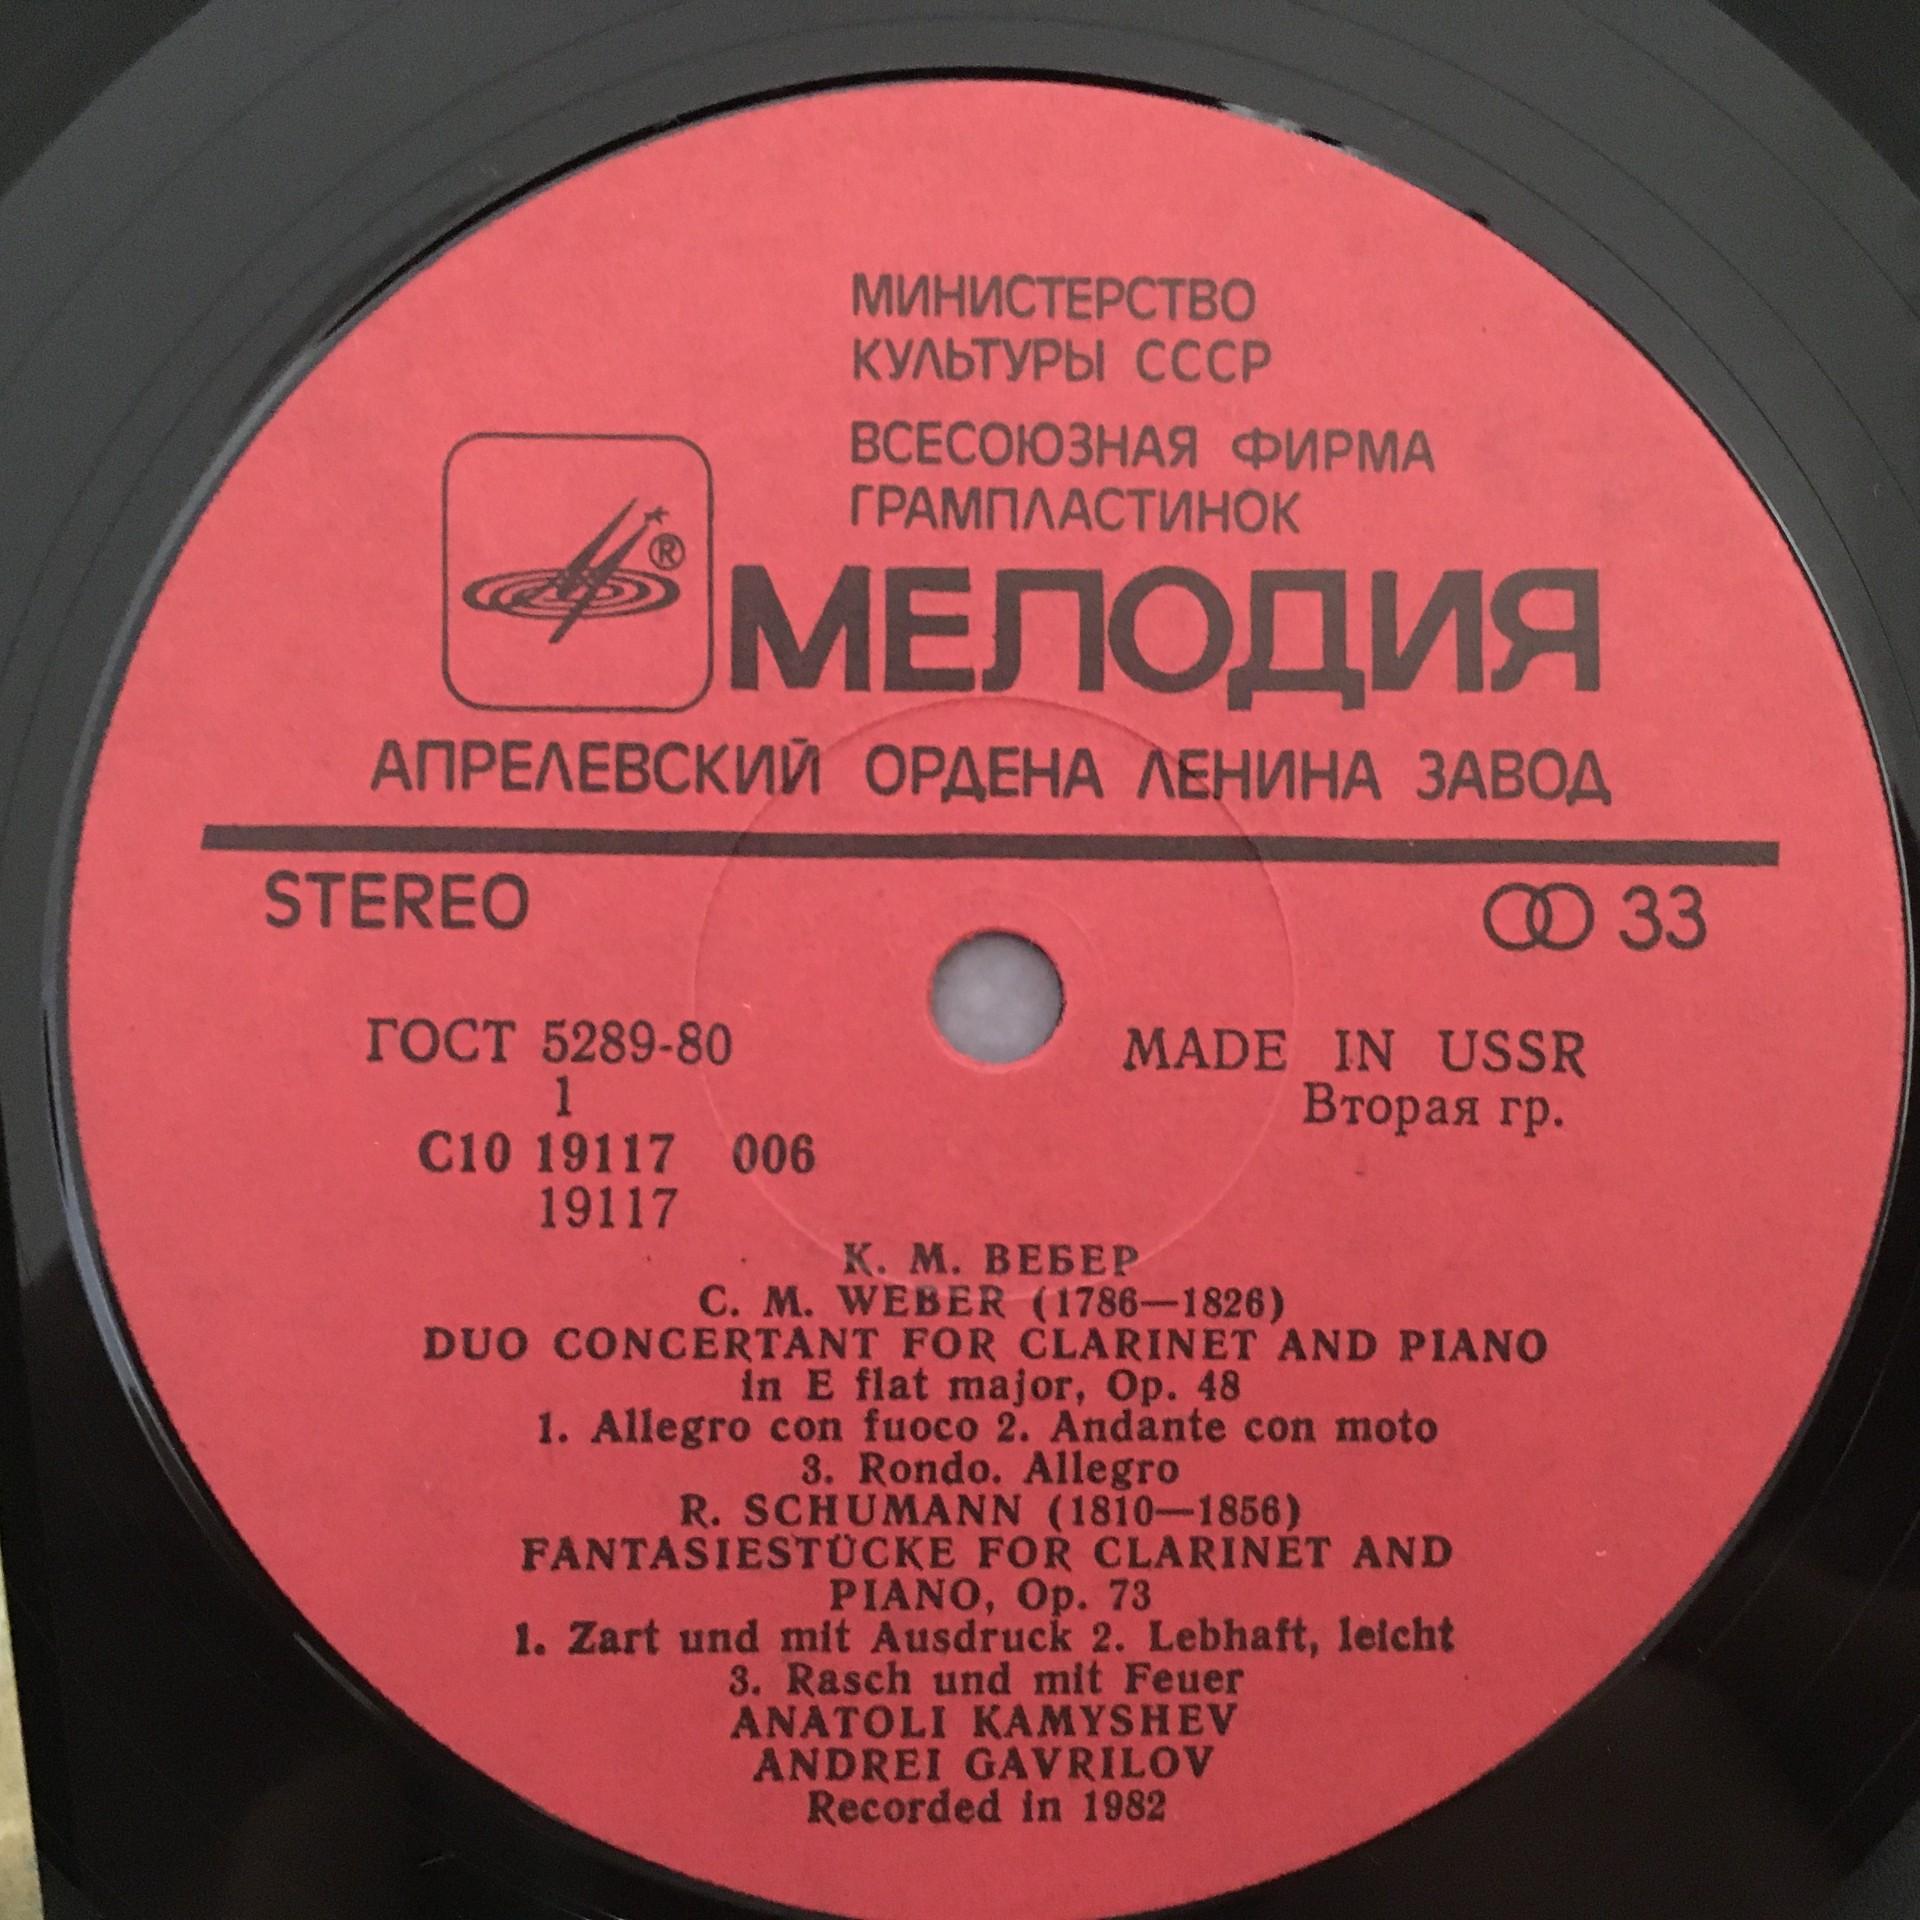 МИНИСТЕРСТВО
КУЛЬТУРЫ СССР
ВСЕСОЮЗНАЯ ФИРМА
ГРАМПЛАСТИНОК
®
МЕЛОДИЯ
АПРЕЛЕВСКИЙ ОРДЕНА ЛЕНИНА ЗАВОД
STEREO
33
ГОСТ 5289-80
MADE IN USSR
1
Вторая гр.
С10 19117 006
19117
К. М. ВЕБЕР
C. M. WEBER (1786—1826)
DUO CONCERTANT FOR CLARINET AND PIANO
in E flat major, Op. 48
1. Allegro con fuoco 2. Andante con moto
3. Rondo. Allegro
R. SCHUMANN (1810—1856)
FANTASIESTÜCKE FOR CLARINET AND
PIANO, Op. 73
1. Zart und mit Ausdruck 2. Lebhaft, leicht
3. Rasch und mit Feuer
ANATOLI KAMYSHEV
ANDREI GAVRILOV
Recorded in 1982